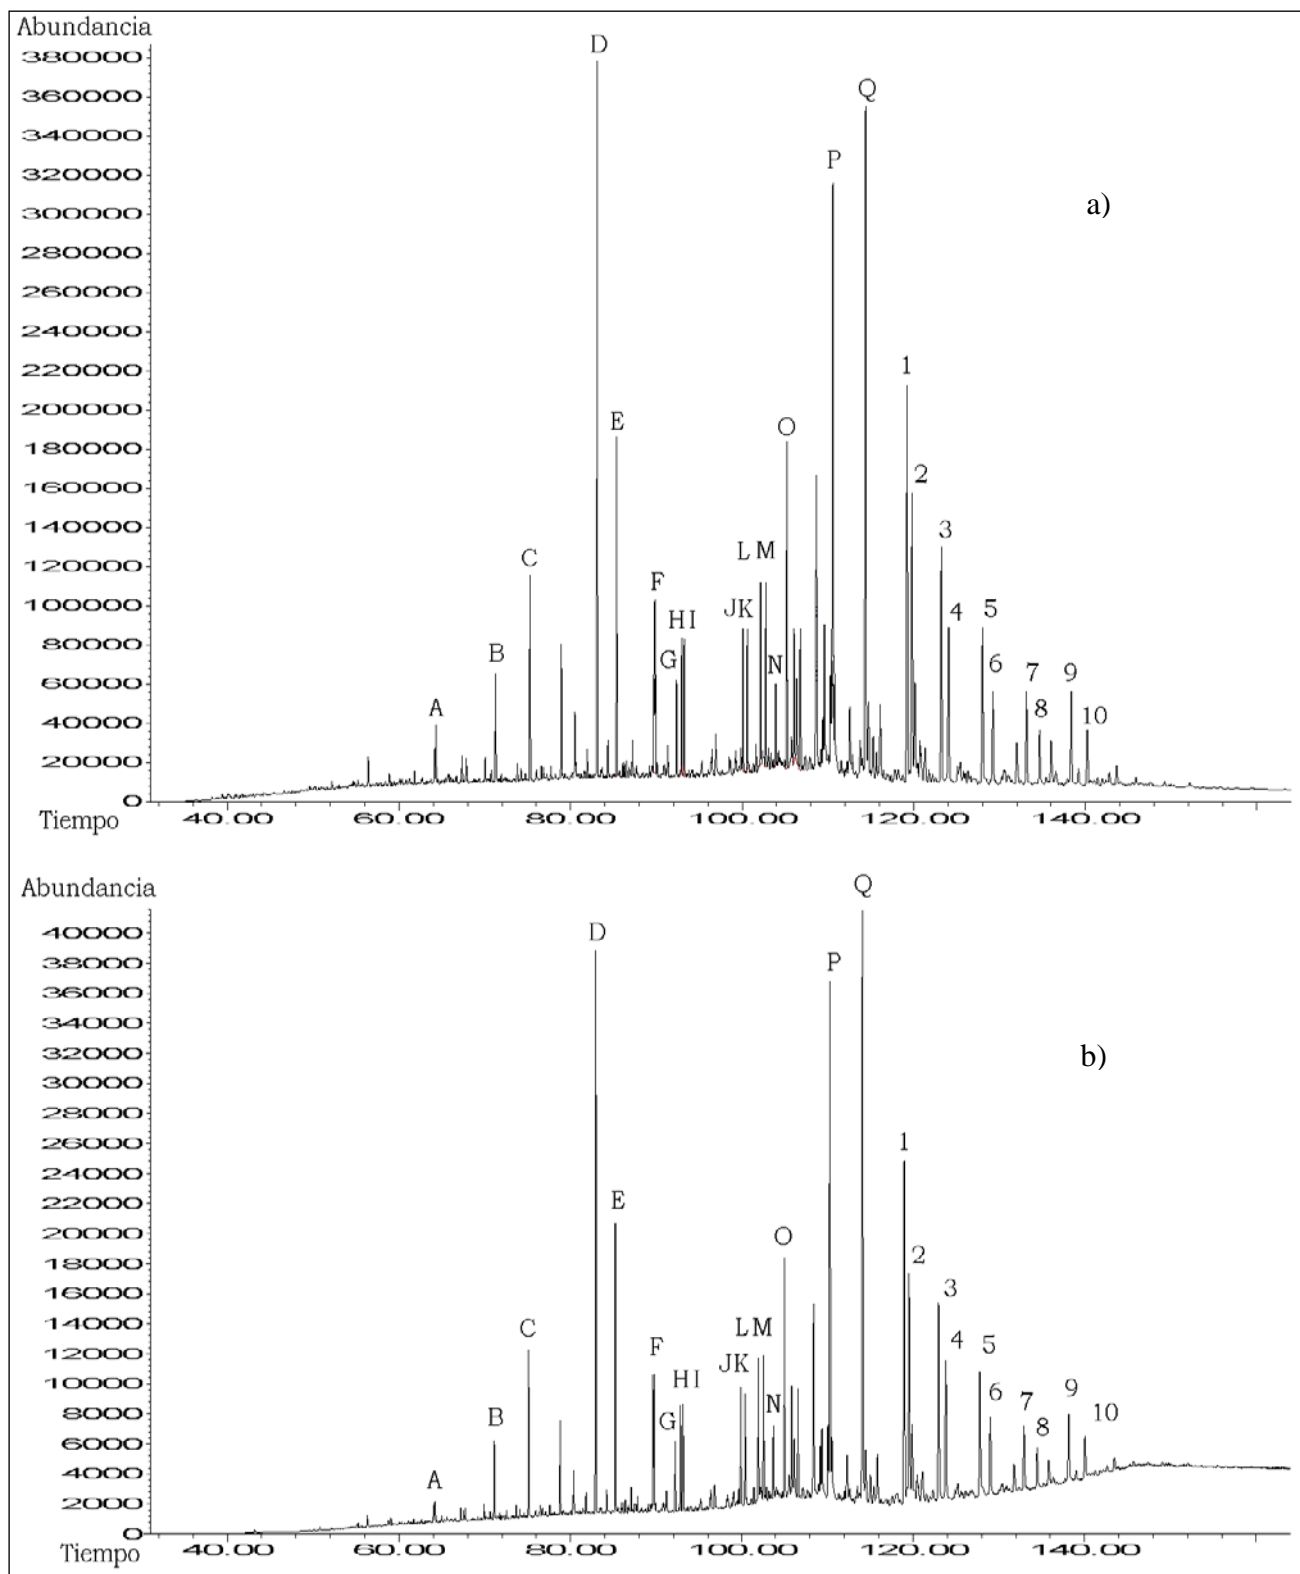 Abundancia
D
380000
360000
Q
340000
320000
P
300000
a)
280000
260000
240000
220000
1
200000
E
O
180000
160000
2
140000
3
120000
C
L M
100000
F
JK
4
5
80000
HI
B
G
N
6
7
9
60000
A
8
10
40000
20000
0
Tiempo
40.00 60.00 80.00 100.00 120.00 140.00
Abundancia
Q
40000
D
38000
P
36000
34000
32000
b)
30000
28000
26000
1
24000
22000
E
20000
O
2
18000
16000
3
14000
C
LM
4
5
12000
F
JK
10000
HI
N
6
7
9
8000
B
G
8
10
6000
4000
A
2000
0
Tiempo
40.00 60.00 80.00 100.00 120.00 140.00